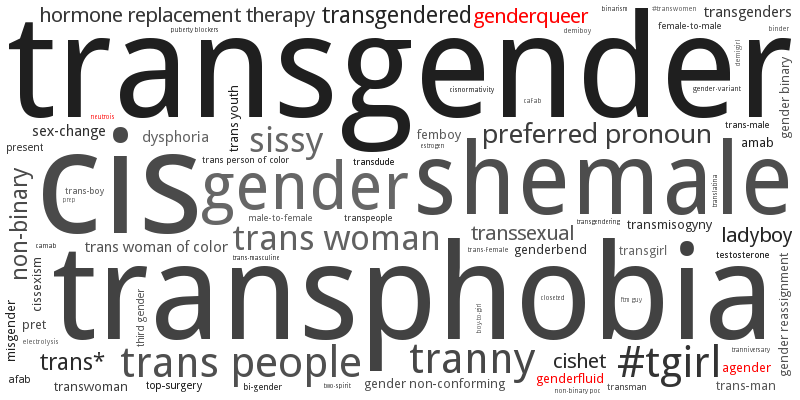 hormone replacement therapy
transgendered
genderqueer
binarism
#transwomen
transgenders
puberty blockers
demiboy
female-to-male
binder
transgender
demigirl
gender binary
cisnormativity
gender-variant
cafab
neutrois
sex-change
dysphoria
trans youth
sissy
femboy
estrogen
preferred pronoun
trans-male
amab
present
trans person of color
transdude
cis
gender
shemale
trans-boy
prep
translatina
non-binary
male-to-female
transpeople
transgendering
transmisogyny
camab
trans woman of color
trans woman
transsexual
ladyboy
trans-female
genderbend
transgirl
testosterone
trans-masculine
cissexism
transphobia
third gender
closeted
ftm guy
boy-to-girl
gender reassignment
misgender
pret
electrolysis
trans*
trans people
tranny
cishet
#tgirl
tranniversary
agender
genderfluid
afab
transwoman
top-surgery
bi-gender
two-spirit
gender non-conforming
non-binary poc
transman
trans-man